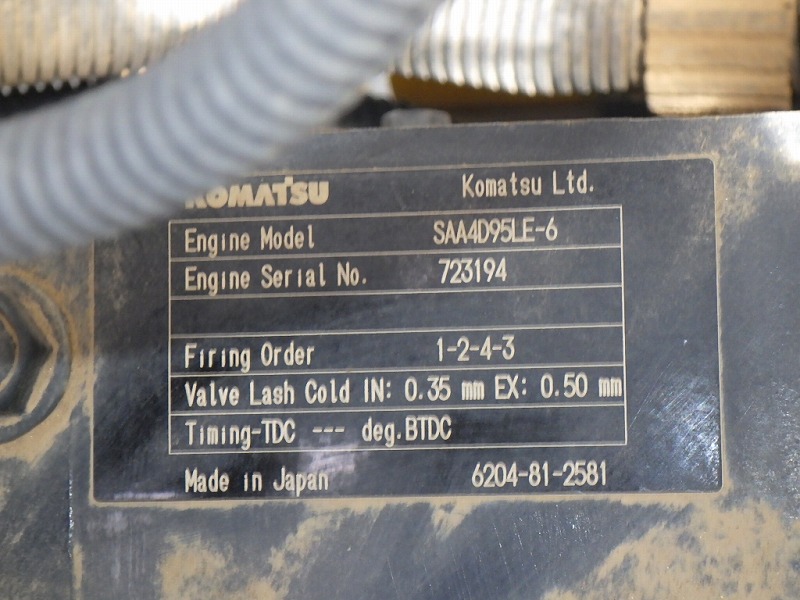 KOMATSU Komatsu Ltd.
Engine Model SAA4D95LE-6
Engine Serial No. 723194
Firing Order 1-2-4-3
Valve Lash Cold IN: 0.35 mm EX: 0.50 mm
Timing-TDC --- deg.BTDC
Made in Japan 6204-81-2581